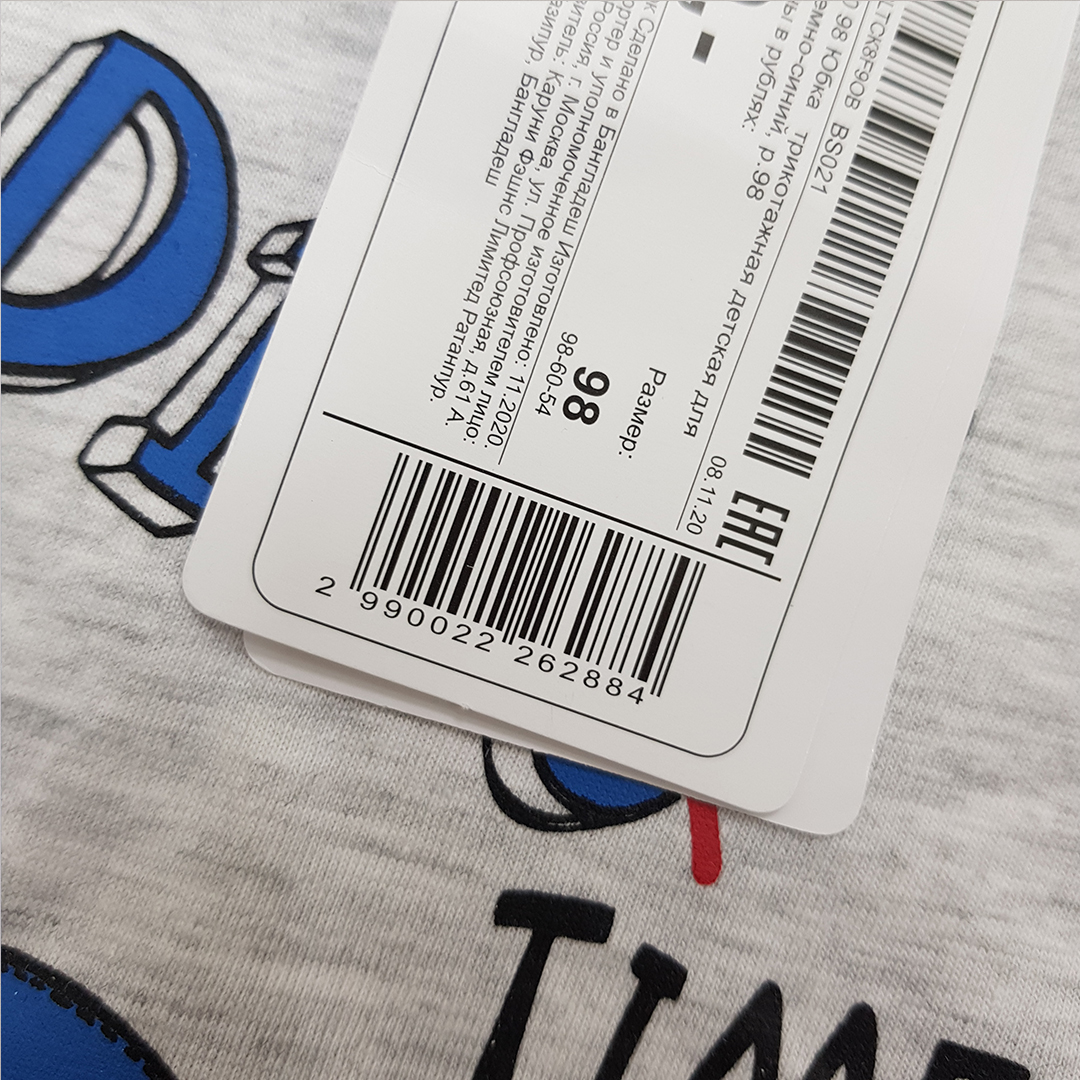 LTCK8F90B BS021
98 Юбка трикотажная детская для
темно-синий, р.98
в рублях:
08.11.20
EAC
Размер:
98
98-60-54
Сделано в Бангладеш Изготовлено: 11.2020.
и уполномоченное изготовителем лицо:
Россия, г. Москва, ул. Профсоюзная, д.61 А.
Каруни Фэшнс Лимитед Ратанпур,
Бангладеш
2 990022 262884
TIME